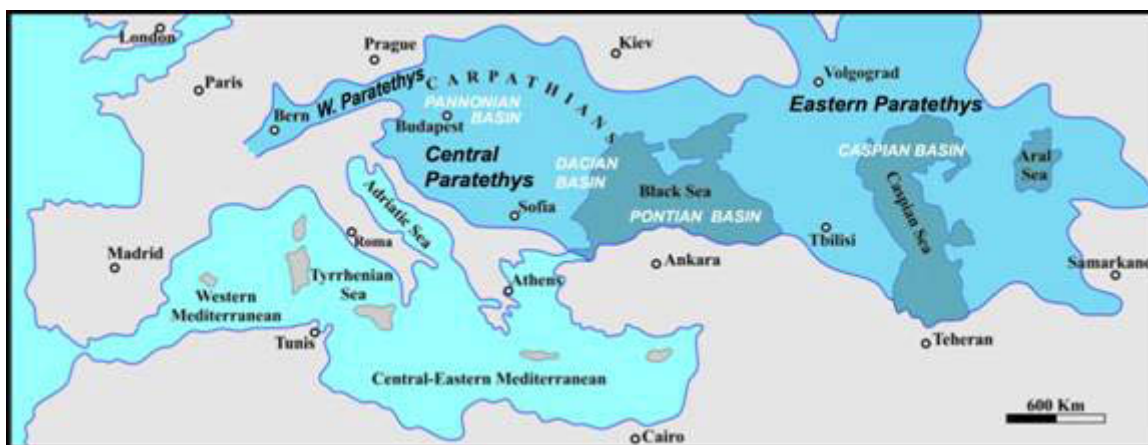 London
Paris
Prague
Kiev
Volgograd
Bern
W. Paratethys
CARPATHIANS
PANNONIAN
BASIN
Budapest
Central
Paratethys
DACIAN
BASIN
Eastern Paratethys
CASPIAN BASIN
Aral
Sea
Black Sea
PONTIAN BASIN
Caspian Sea
Sofia
Adriatic Sea
Roma
Tbilisi
Madrid
Tyrrhenian
Sea
Athens
Ankara
Samarkand
Western
Mediterranean
Tunis
Teheran
Central-Eastern Mediterranean
Cairo
600 Km